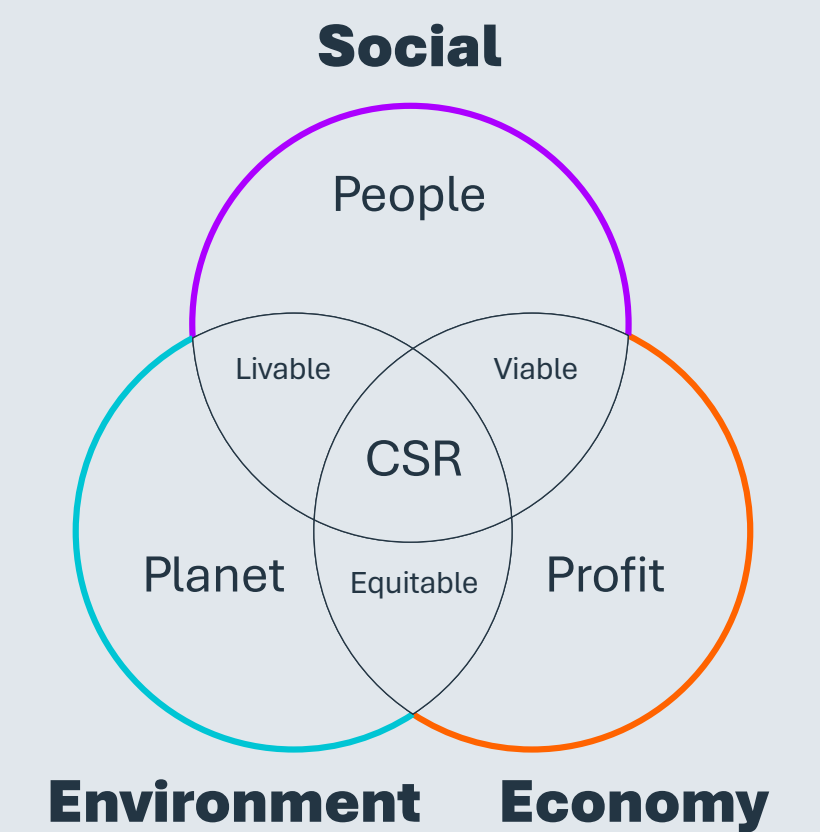 Social
People
Livable
Viable
CSR
Planet
Equitable
Profit
Environment
Economy